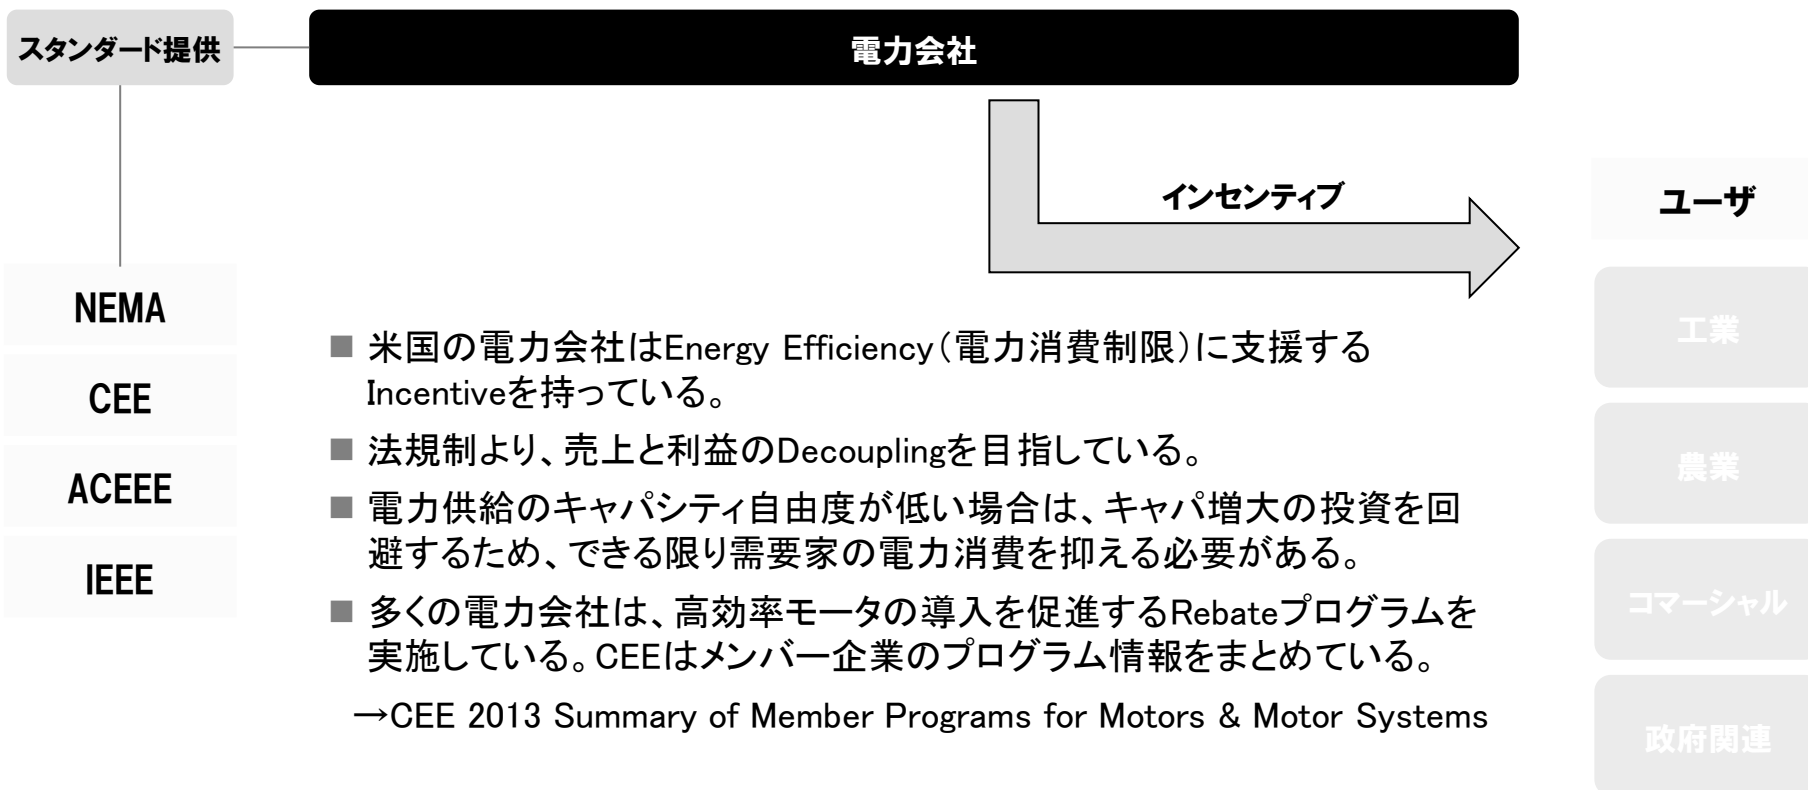 スタンダード提供
電力会社
インセンティブ
ユーザ
NEMA
CEE
ACEEE
IEEE
■ 米国の電力会社はEnergy Efficiency(電力消費制限)に支援する
Incentiveを持っている。
■ 法規制より、売上と利益のDecouplingを目指している。
■ 電力供給のキャパシティ自由度が低い場合は、キャパ増大の投資を回
避するため、できる限り需要家の電力消費を抑える必要がある。
■ 多くの電力会社は、高効率モータの導入を促進するRebateプログラムを
実施している。CEEはメンバー企業のプログラム情報をまとめている。
→CEE 2013 Summary of Member Programs for Motors & Motor Systems
工業
農業
コマーシャル
政府関連